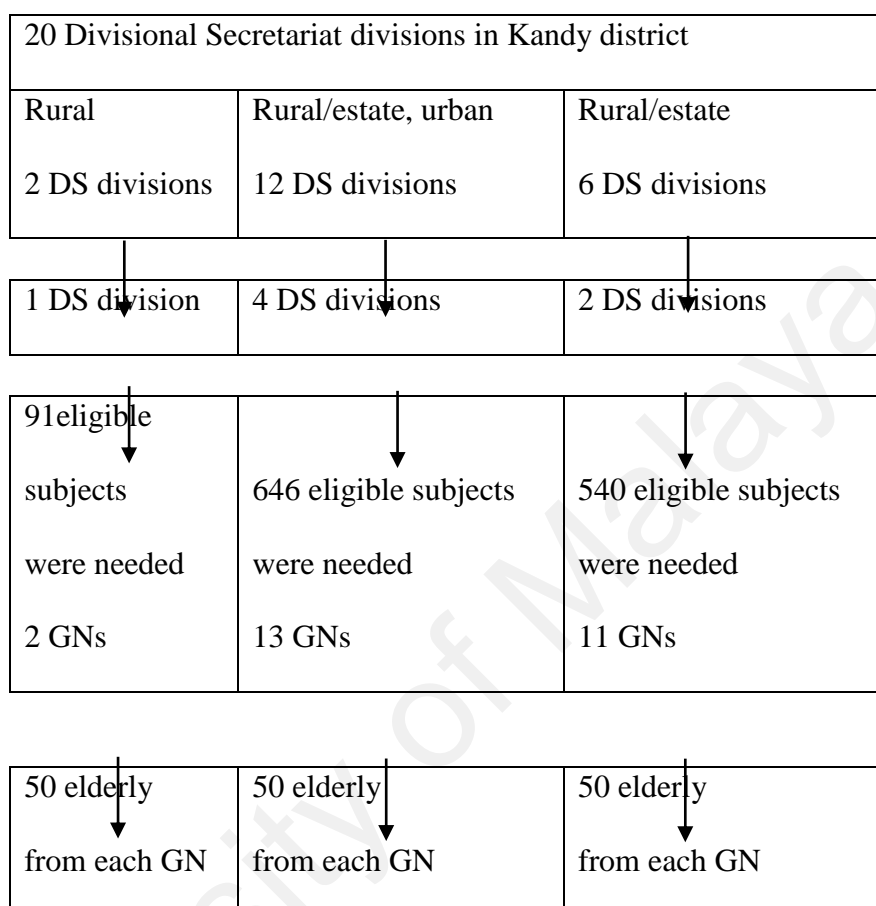 20 Divisional Secretariat divisions in Kandy district
Rural
2 DS divisions
Rural/estate, urban
12 DS divisions
Rural/estate
6 DS divisions
1 DS division
4 DS divisions
2 DS divisions
91eligible
subjects
were needed
2 GNs
646 eligible subjects
were needed
13 GNs
540 eligible subjects
were needed
11 GNs
50 elderly
from each GN
50 elderly
from each GN
50 elderly
from each GN
ity of Malaya